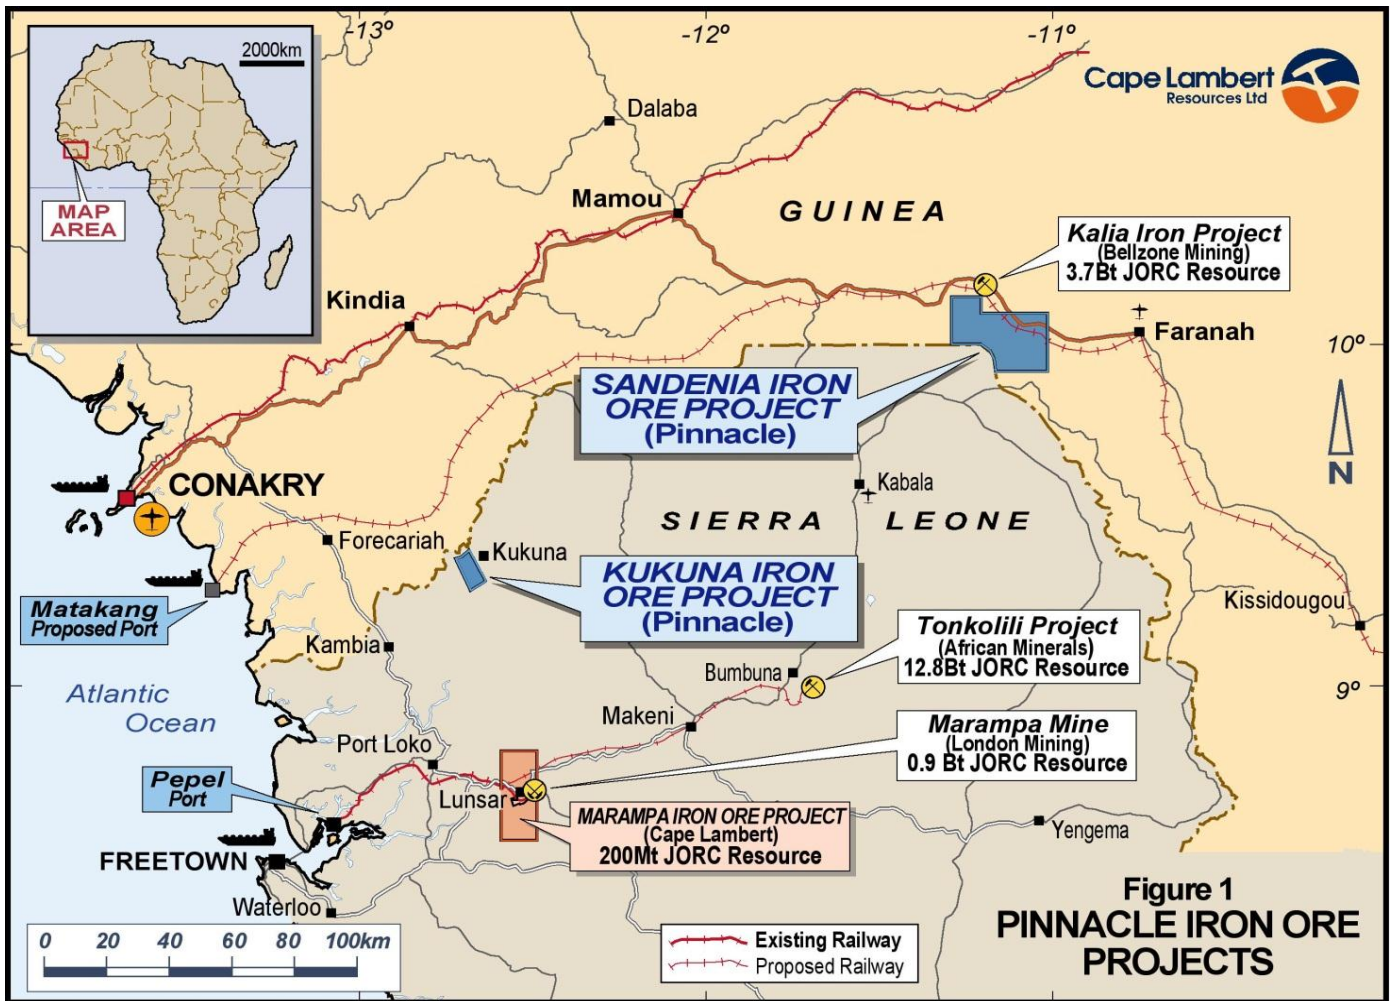 -13º
-12º
-11º
2000km
MAP
AREA
Cape Lambert
Resources Ltd
Dalaba
Mamou
GUINEA
Kalia Iron Project
(Bellzone Mining)
3.7Bt JORC Resource
Kindia
Faranah
10º
SANDENIA IRON
ORE PROJECT
(Pinnacle)
N
CONAKRY
Kabala
SIERRA LEONE
Forecariah
Kukuna
KUKUNA IRON
ORE PROJECT
(Pinnacle)
Matakang
Proposed Port
Kissidougou
Kambia
Tonkolili Project
(African Minerals)
12.8Bt JORC Resource
Bumbuna
9º
Atlantic
Ocean
Makeni
Marampa Mine
(London Mining)
0.9 Bt JORC Resource
Port Loko
Pepel
Port
Lunsar
MARAMPA IRON ORE PROJECT
(Cape Lambert)
200Mt JORC Resource
Yengema
FREETOWN
Waterloo
Figure 1
PINNACLE IRON ORE
PROJECTS
0 20 40 60 80 100km
Existing Railway
Proposed Railway